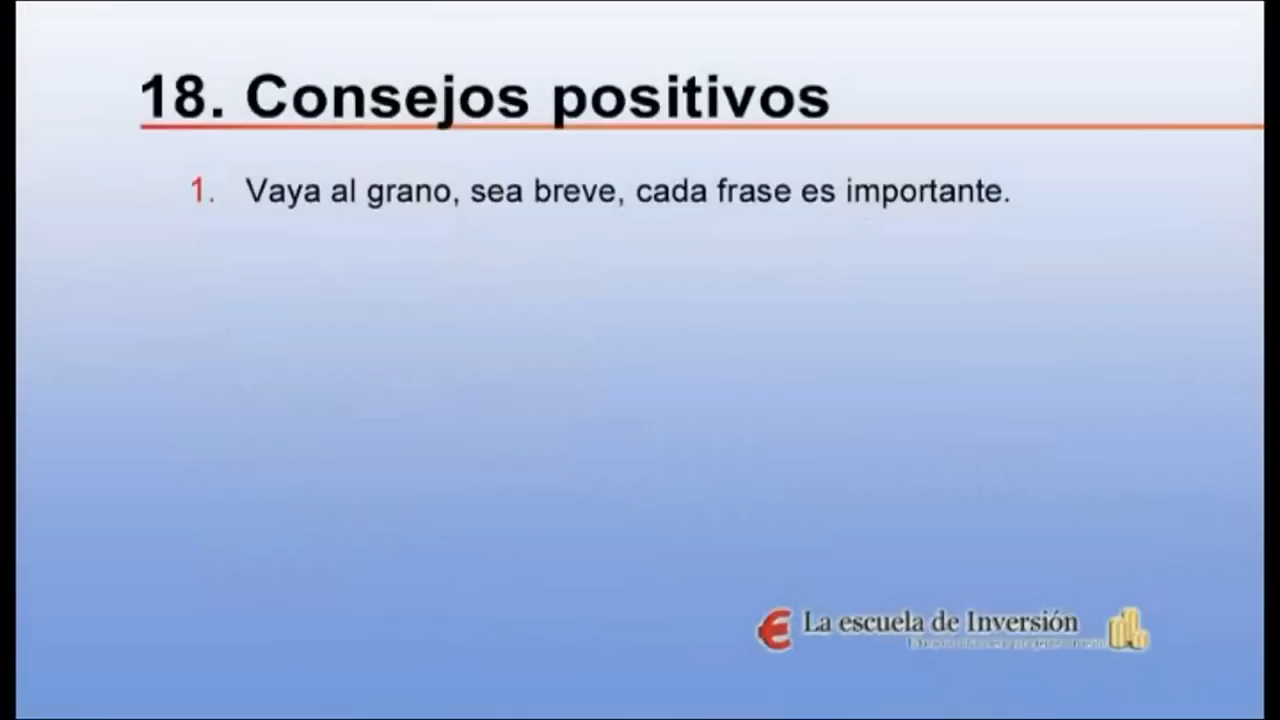 18. Consejos positivos
1. Vaya al grano, sea breve, cada frase es importante.
La escuela de Inversión